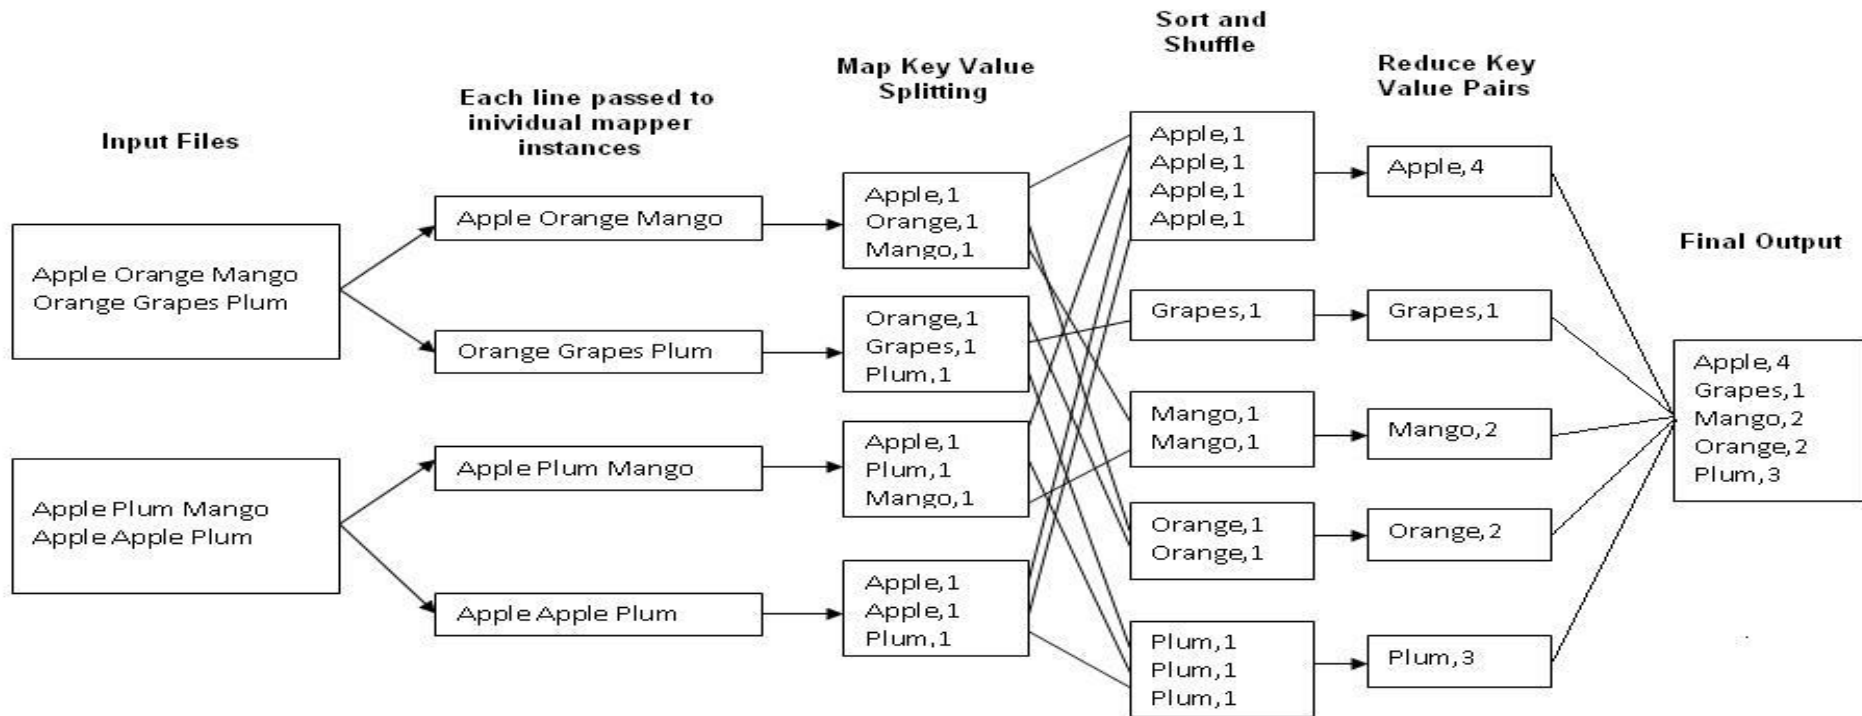 Input Files
Each line passed to
inividual mapper
instances
Map Key Value
Splitting
Sort and
Shuffle
Reduce Key
Value Pairs
Final Output
Apple Orange Mango
Orange Grapes Plum
Apple Plum Mango
Apple Apple Plum
Apple Orange Mango
Orange Grapes Plum
Apple Plum Mango
Apple Apple Plum
Apple,1
Orange,1
Mango,1
Orange,1
Grapes,1
Plum,1
Apple,1
Plum,1
Mango,1
Apple,1
Apple,1
Plum,1
Apple,1
Apple,1
Apple,1
Apple,1
Grapes,1
Mango,1
Mango,1
Orange,1
Orange,1
Plum,1
Plum,1
Plum,1
Apple,4
Grapes,1
Mango,2
Orange,2
Plum,3
Apple,4
Grapes,1
Mango,2
Orange,2
Plum,3